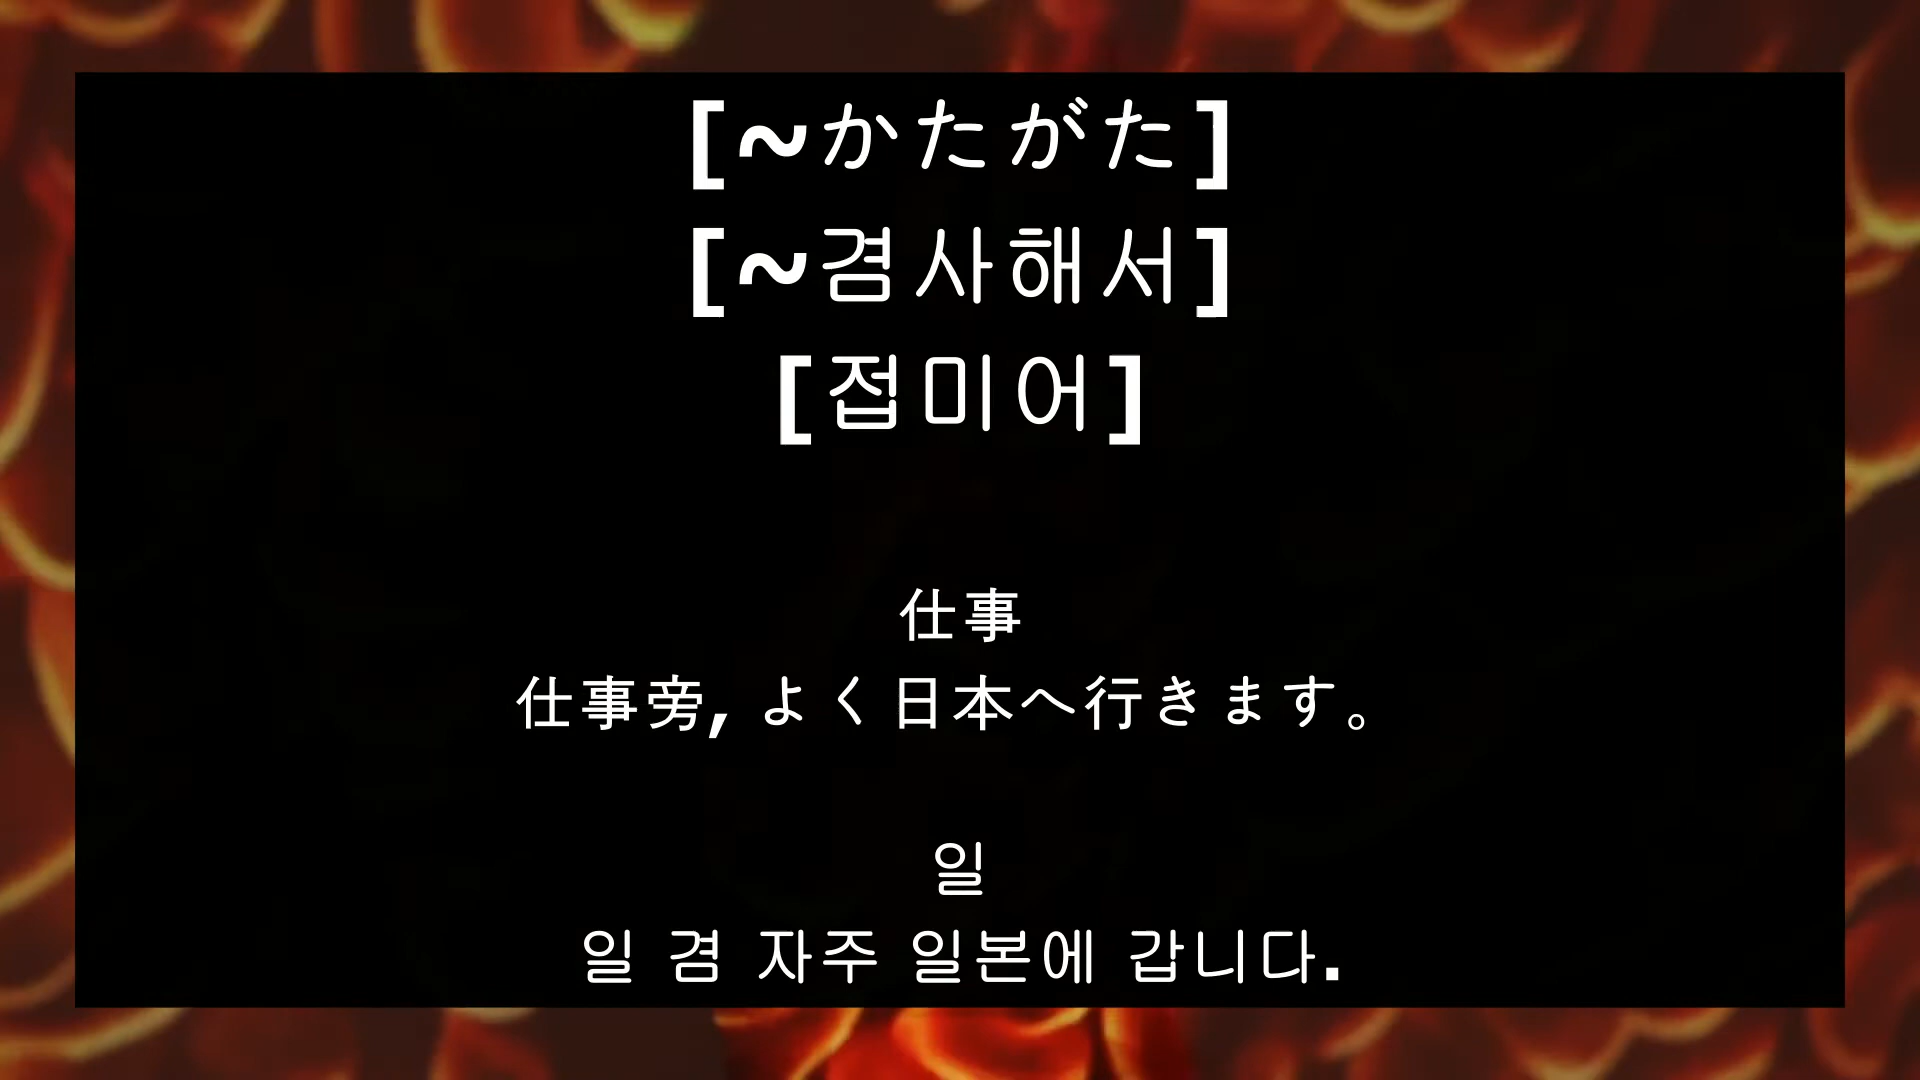 [~かたがた]
[~겸사해서]
[접미어]
仕事
仕事旁, よく日本へ行きます。
일
일 겸 자주 일본에 갑니다.